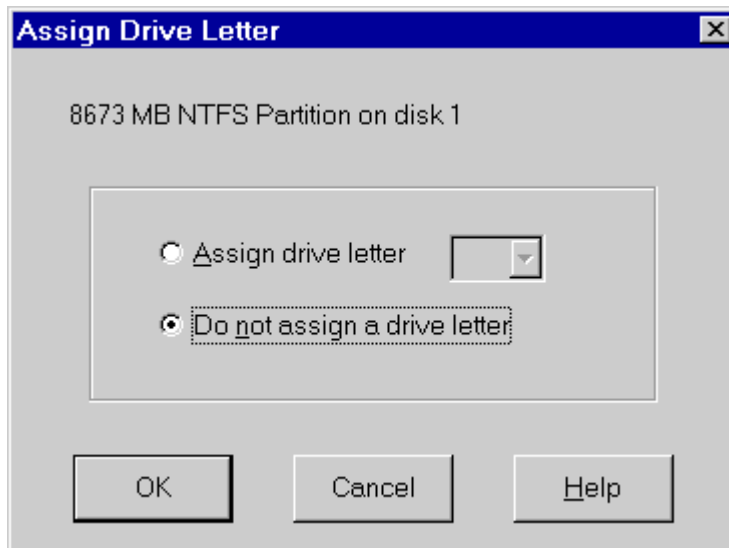 Assign Drive Letter
8673 MB NTFS Partition on disk 1
Assign drive letter
Do not assign a drive letter
OK Cancel Help